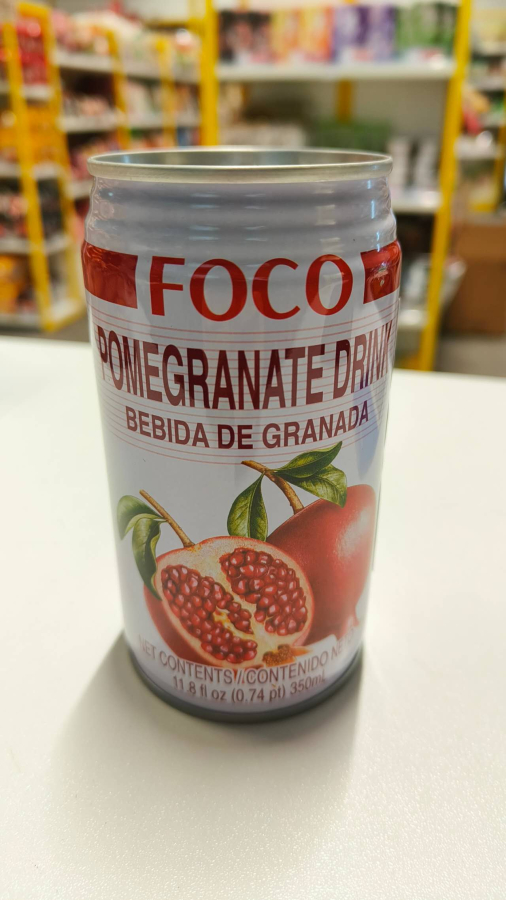 FOCO
POMEGRANATE DRINK
BEBIDA DE GRANADA
NET CONTENTS / CONTENIDO
11.8 fl oz (0.74 pt) 350mL